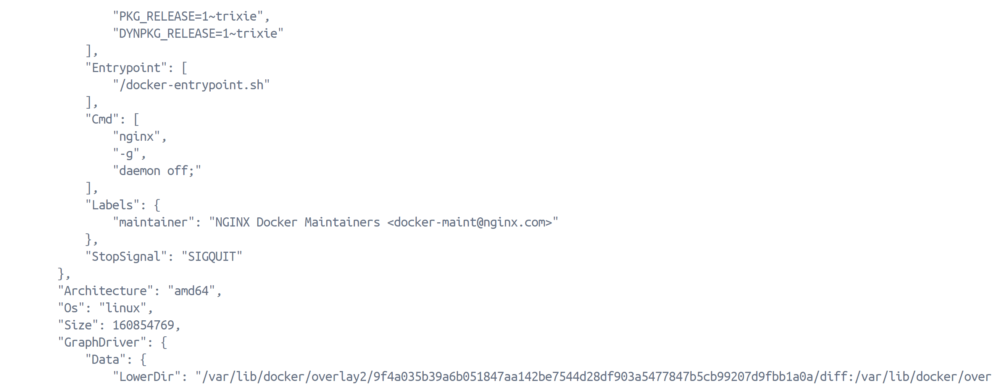 "PKG_RELEASE=1~trixie",
"DYNPKG_RELEASE=1~trixie"
],
"Entrypoint": [
"/docker-entrypoint.sh"
],
"Cmd": [
"nginx",
"-g",
"daemon off;"
],
"Labels": {
"maintainer": "NGINX Docker Maintainers <docker-maint@nginx.com>"
},
"StopSignal": "SIGQUIT"
},
"Architecture": "amd64",
"Os": "linux",
"Size": 160854769,
"GraphDriver": {
"Data": {
"LowerDir": "/var/lib/docker/overlay2/9f4a035b39a6b051847aa142be7544d28df903a5477847b5cb99207d9fbb1a0a/diff:/var/lib/docker/over